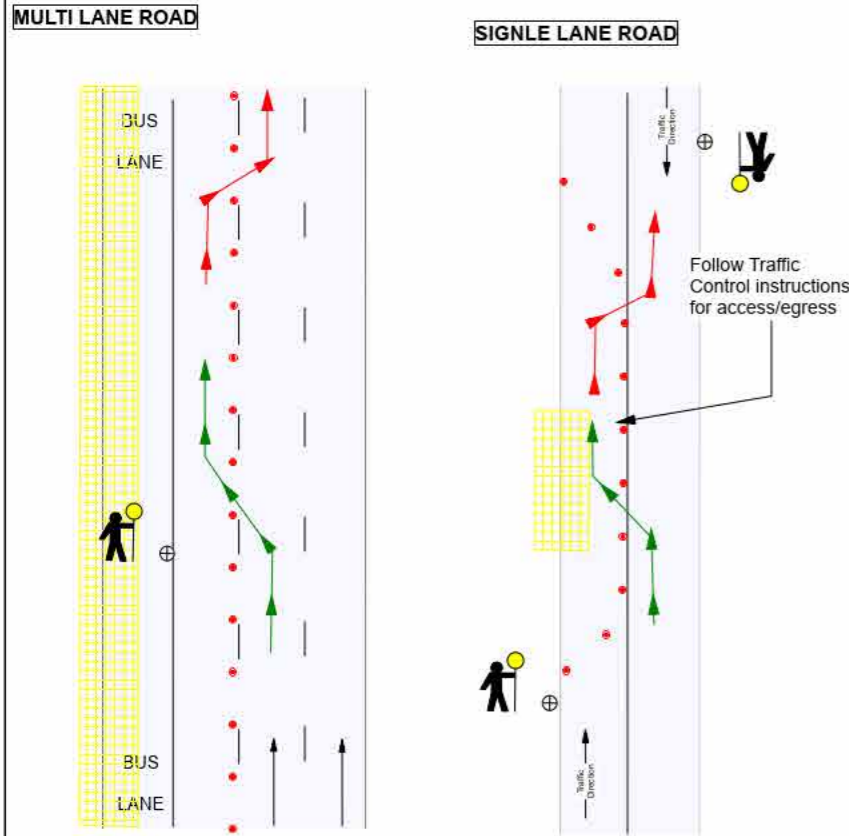 MULTI LANE ROAD
SIGNLE LANE ROAD
BUS
LANE
Traffic
Direction
Follow Traffic
Control instructions
for access/egress
BUS
LANE
Traffic
Direction